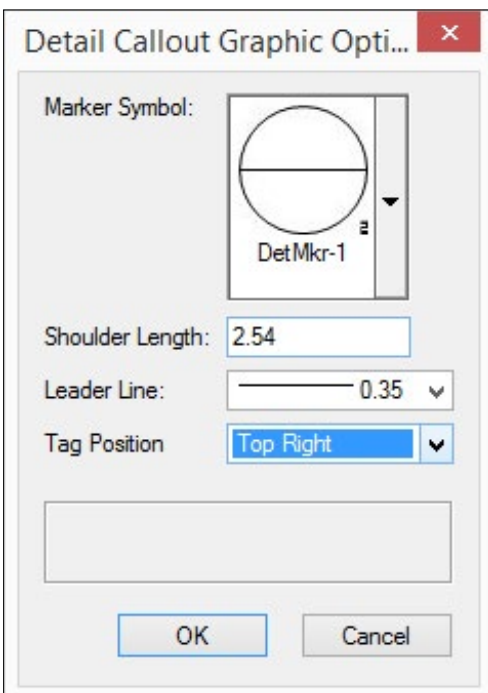 Detail Callout Graphic Opti...
Marker Symbol:
2
DetMkr-1
Shoulder Length: 2.54
Leader Line: 0.35
Tag Position Top Right
OK Cancel